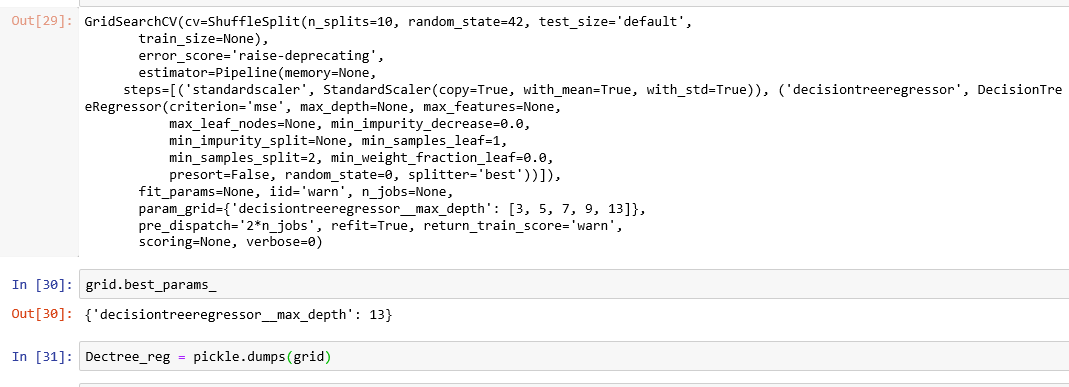 Out[29]: GridSearchCV(cv=ShuffleSplit(n_splits=10, random_state=42, test_size='default',
train_size=None),
error_score='raise-deprecating',
estimator=Pipeline(memory=None,
steps=[('standardscaler', StandardScaler(copy=True, with_mean=True, with_std=True)), ('decisiontreeregressor', DecisionTre
eRegressor(criterion='mse', max_depth=None, max_features=None,
max_leaf_nodes=None, min_impurity_decrease=0.0,
min_impurity_split=None, min_samples_leaf=1,
min_samples_split=2, min_weight_fraction_leaf=0.0,
presort=False, random_state=0, splitter='best'))]),
fit_params=None, iid='warn', n_jobs=None,
param_grid={'decisiontreeregressor__max_depth': [3, 5, 7, 9, 13]},
pre_dispatch='2*n_jobs', refit=True, return_train_score='warn',
scoring=None, verbose=0)
In [30]: grid.best_params_
Out[30]: {'decisiontreeregressor__max_depth': 13}
In [31]: Dectree_reg = pickle.dumps(grid)